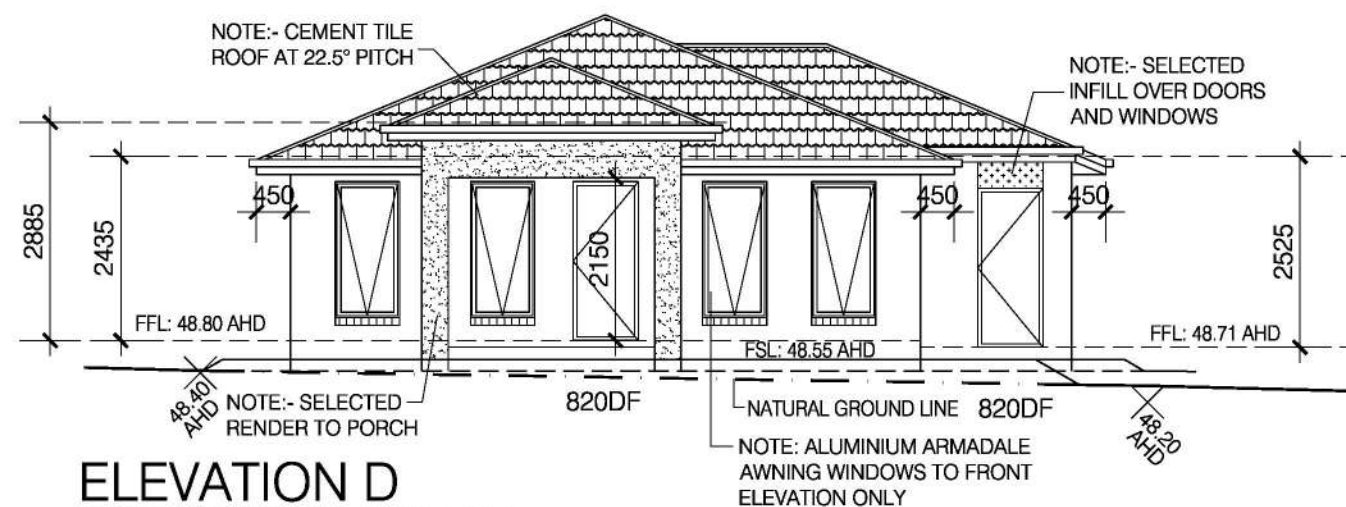 NOTE:- CEMENT TILE
ROOF AT 22.5° PITCH
NOTE:- SELECTED
INFILL OVER DOORS
AND WINDOWS
450
450
450
2885
2435
2150
2525
FFL: 48.80 AHD
FSL: 48.55 AHD
FFL: 48.71 AHD
48.40
AHD
NOTE:- SELECTED
RENDER TO PORCH
820DF
NATURAL GROUND LINE
820DF
48.20
AHD
NOTE: ALUMINIUM ARMADALE
AWNING WINDOWS TO FRONT
ELEVATION ONLY
ELEVATION D